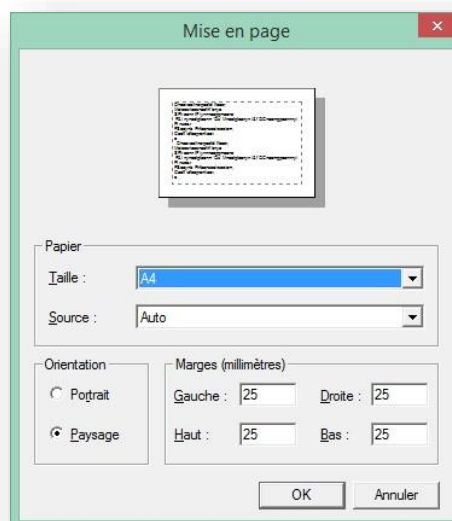 Mise en page
Papier
Taille :
A4
Source :
Auto
Orientation
Portrait
Paysage
Marges (millimètres)
Gauche : 25 Droite : 25
Haut : 25 Bas : 25
OK Annuler